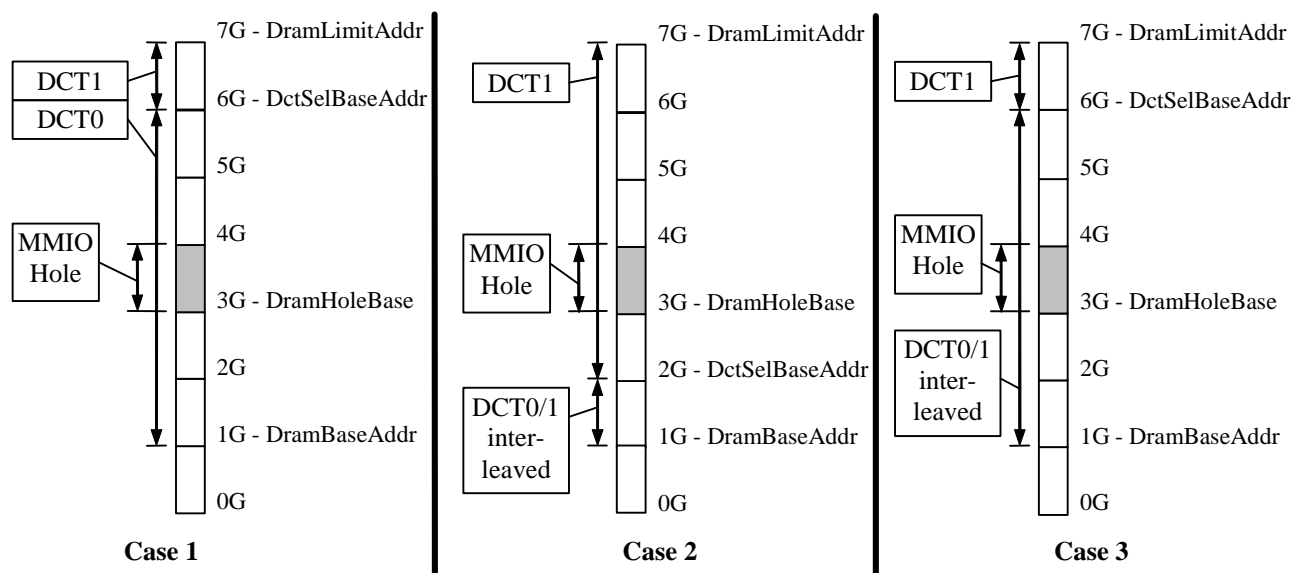 7G - DramLimitAddr
DCT1
6G - DctSelBaseAddr
DCT0
5G
4G
MMIO
Hole
3G - DramHoleBase
2G
1G - DramBaseAddr
0G
Case 1
7G - DramLimitAddr
DCT1
6G
5G
4G
MMIO
Hole
3G - DramHoleBase
2G - DctSelBaseAddr
DCT0/1
inter-
leaved
1G - DramBaseAddr
0G
Case 2
7G - DramLimitAddr
DCT1
6G - DctSelBaseAddr
5G
4G
MMIO
Hole
3G - DramHoleBase
DCT0/1
inter-
leaved
2G
1G - DramBaseAddr
0G
Case 3